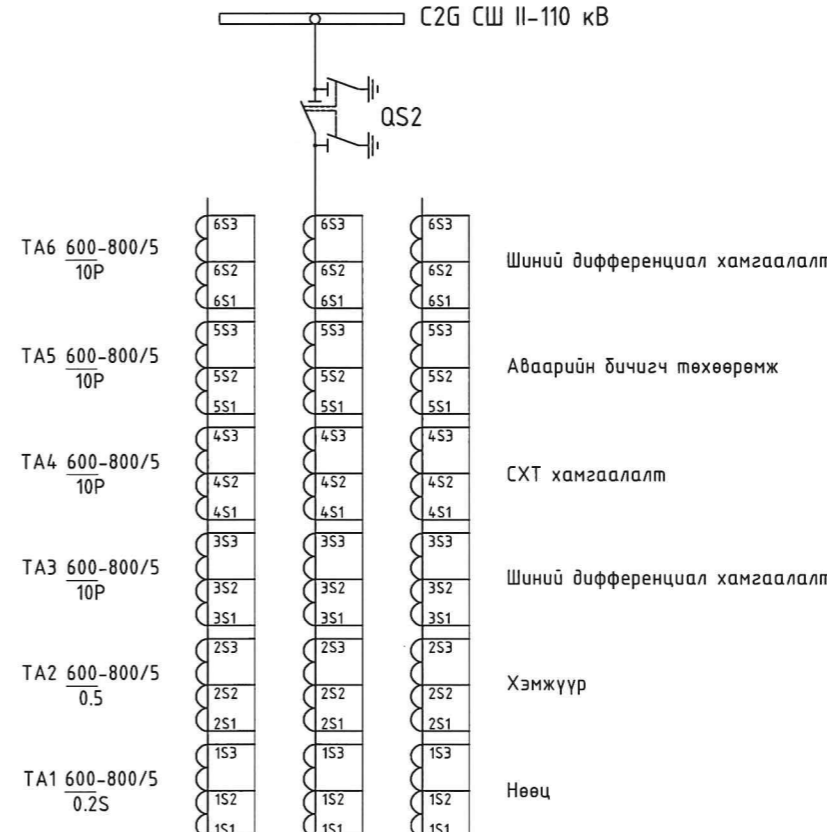 C2G СШ II-110 кВ
QS2
TA6 600-800/5
10P
6S3 6S3 6S3
6S2 6S2 6S2
6S1 6S1 6S1
Шиний дифференциал хамгаалалт
TA5 600-800/5
10P
5S3 5S3 5S3
5S2 5S2 5S2
5S1 5S1 5S1
Аваарийн бичигч төхөөрөмж
TA4 600-800/5
10P
4S3 4S3 4S3
4S2 4S2 4S2
4S1 4S1 4S1
СХТ хамгаалалт
TA3 600-800/5
10P
3S3 3S3 3S3
3S2 3S2 3S2
3S1 3S1 3S1
Шиний дифференциал хамгаалалт
TA2 600-800/5
0.5
2S3 2S3 2S3
2S2 2S2 2S2
2S1 2S1 2S1
Хэмжүүр
TA1 600-800/5
0.2S
1S3 1S3 1S3
1S2 1S2 1S2
1S1 1S1 1S1
Нөөц